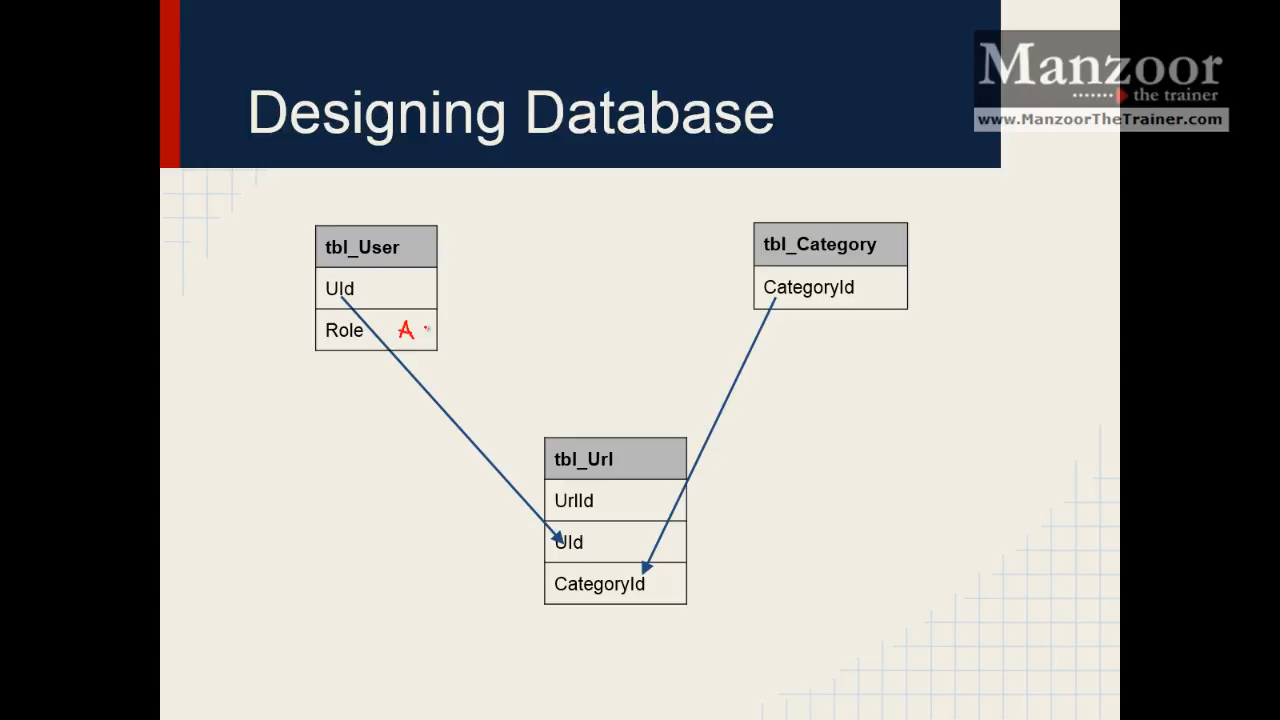 Manzoor
the trainer
www.ManzoorTheTrainer.com
Designing Database
tbl_User
UId
Role A
tbl_Category
CategoryId
tbl_Url
UrlId
UId
CategoryId